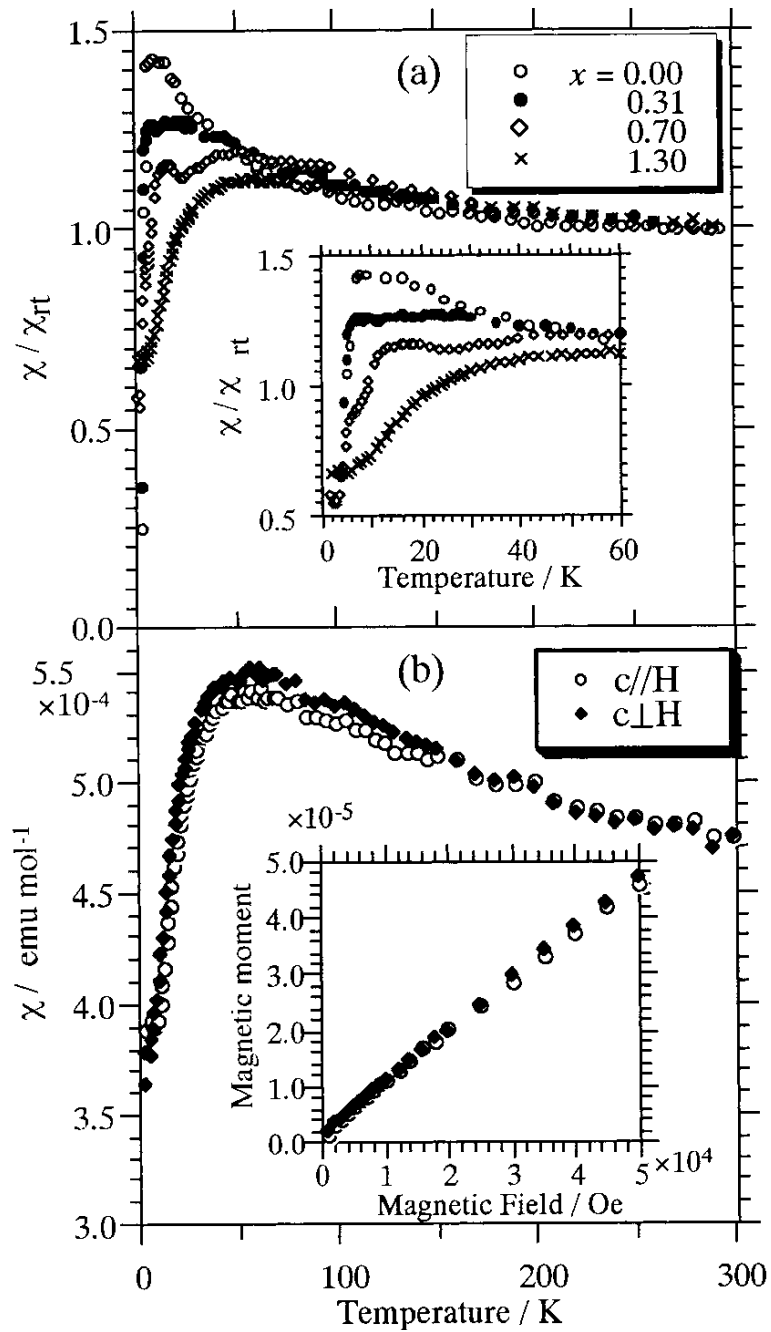 1.5
(a)
x = 0.00
0.31
0.70
1.30
1.0
χ / χrt
0.5
0.0
1.5
1.0
0.5
χ / χ rt
0 20 40 60
Temperature / K
(b)
c//H
c⊥H
5.5
×10-4
5.0
4.5
4.0
3.5
3.0
χ / emu mol-1
×10-5
5.0
4.0
3.0
2.0
1.0
0.0
Magnetic moment
0 1 2 3 4 5 ×10⁴
Magnetic Field / Oe
0 100 200 300
Temperature / K